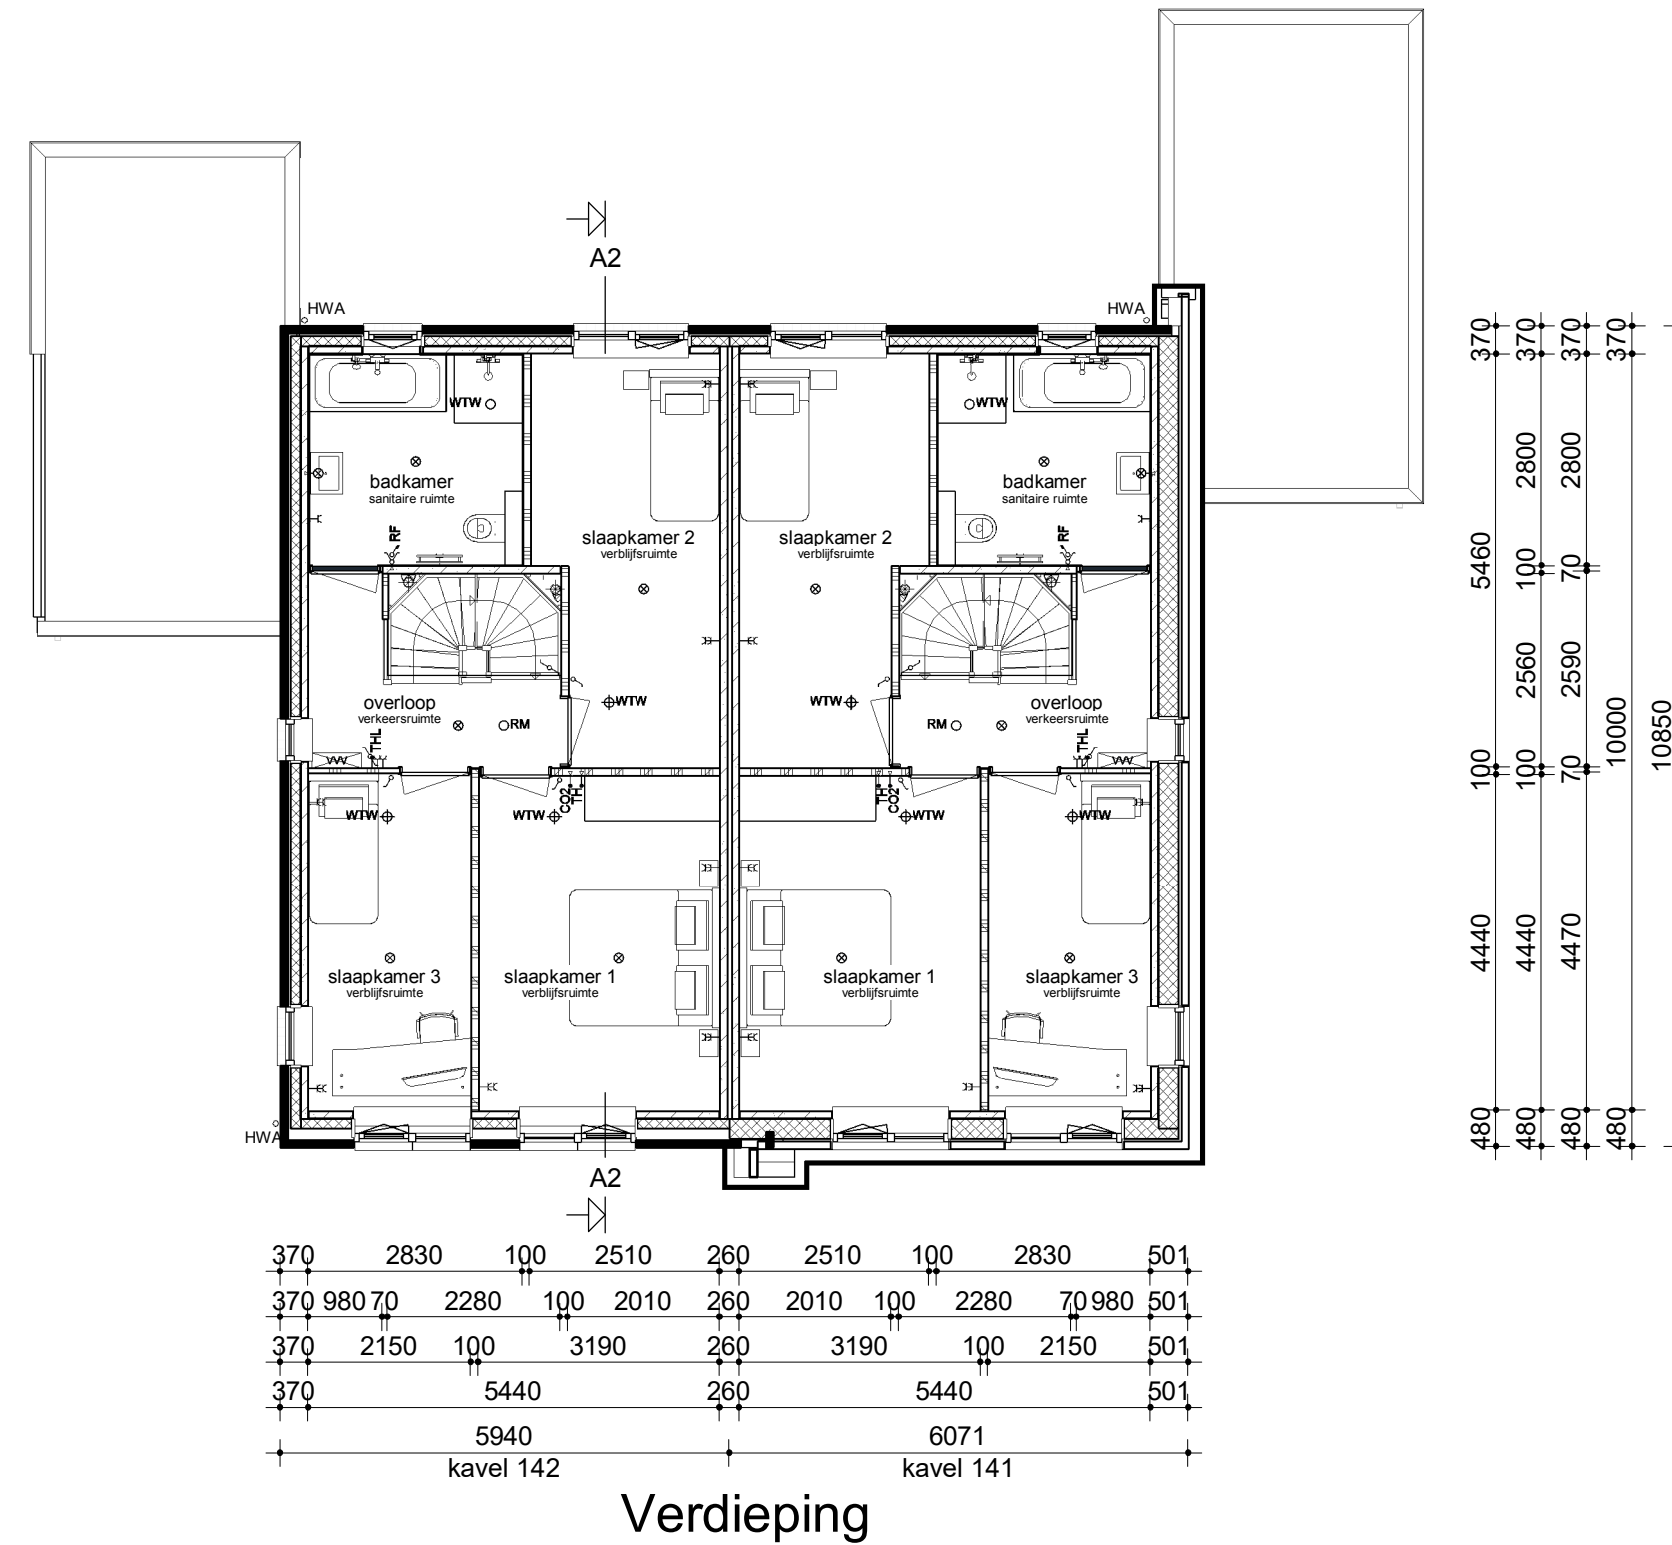 A2
HWA
HWA
WTW
WTW
badkamer
sanitaire ruimte
badkamer
sanitaire ruimte
RF
RF
slaapkamer 2
verblijfsruimte
slaapkamer 2
verblijfsruimte
overloop
verkeersruimte
WTW
WTW
overloop
verkeersruimte
RM
RM
THL
THL
WV
WV
WTW
WTW
CO2
TH
TH
CO2
WTW
WTW
slaapkamer 3
verblijfsruimte
slaapkamer 1
verblijfsruimte
slaapkamer 1
verblijfsruimte
slaapkamer 3
verblijfsruimte
HWA
A2
370 5460 100 4440 480
370 2800 100 2560 100 4440 480
370 2800 70 2590 70 4470 480
370 10000 480
10850
370 2830 100 2510 260 2510 100 2830 501
370 980 70 2280 100 2010 260 2010 100 2280 70 980 501
370 2150 100 3190 260 3190 100 2150 501
370 5440 260 5440 501
5940 6071
kavel 142 kavel 141
Verdieping